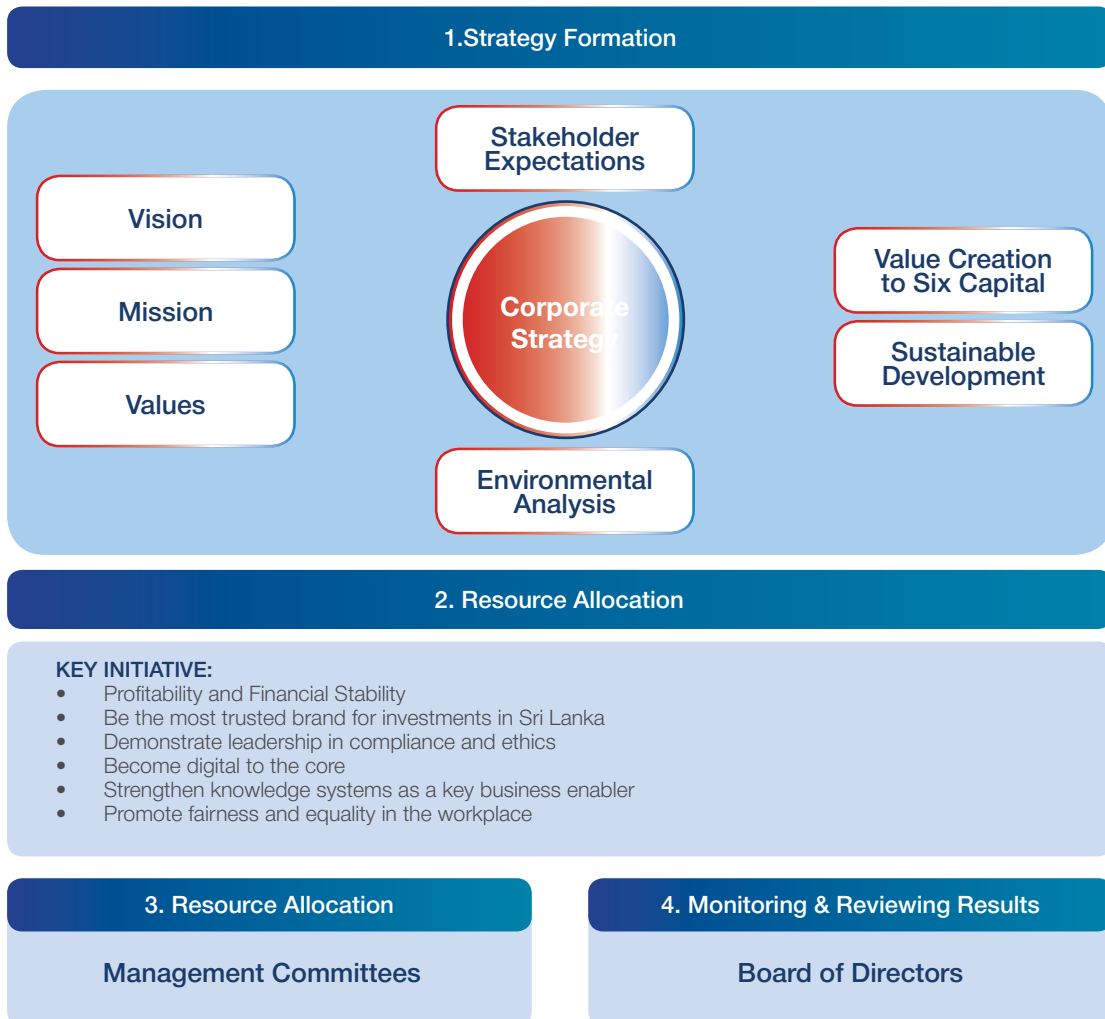 1.Strategy Formation
Stakeholder
Expectations
Vision
Mission
Values
Corporate
Strategy
Value Creation
to Six Capital
Sustainable
Development
Environmental
Analysis
2. Resource Allocation
KEY INITIATIVE:
• Profitability and Financial Stability
• Be the most trusted brand for investments in Sri Lanka
• Demonstrate leadership in compliance and ethics
• Become digital to the core
• Strengthen knowledge systems as a key business enabler
• Promote fairness and equality in the workplace
3. Resource Allocation
Management Committees
4. Monitoring & Reviewing Results
Board of Directors